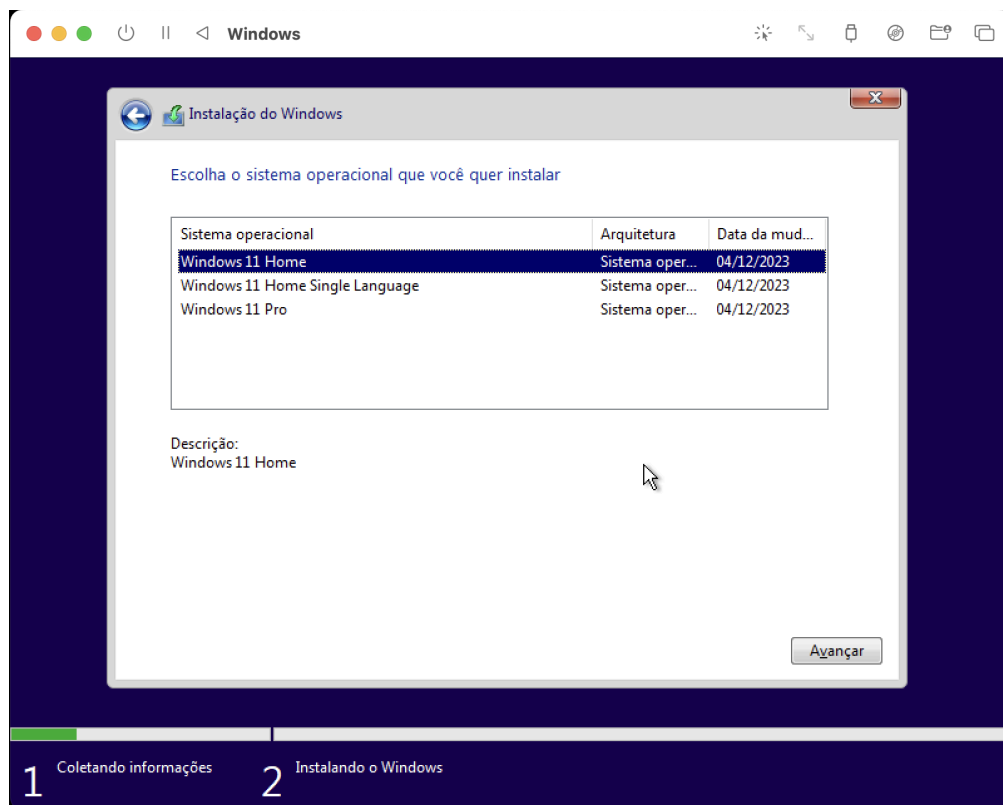 Windows
Instalação do Windows
Escolha o sistema operacional que você quer instalar
Sistema operacional Arquitetura Data da mud...
Windows 11 Home Sistema oper... 04/12/2023
Windows 11 Home Single Language Sistema oper... 04/12/2023
Windows 11 Pro Sistema oper... 04/12/2023
Descrição:
Windows 11 Home
Avançar
1 Coletando informações 2 Instalando o Windows